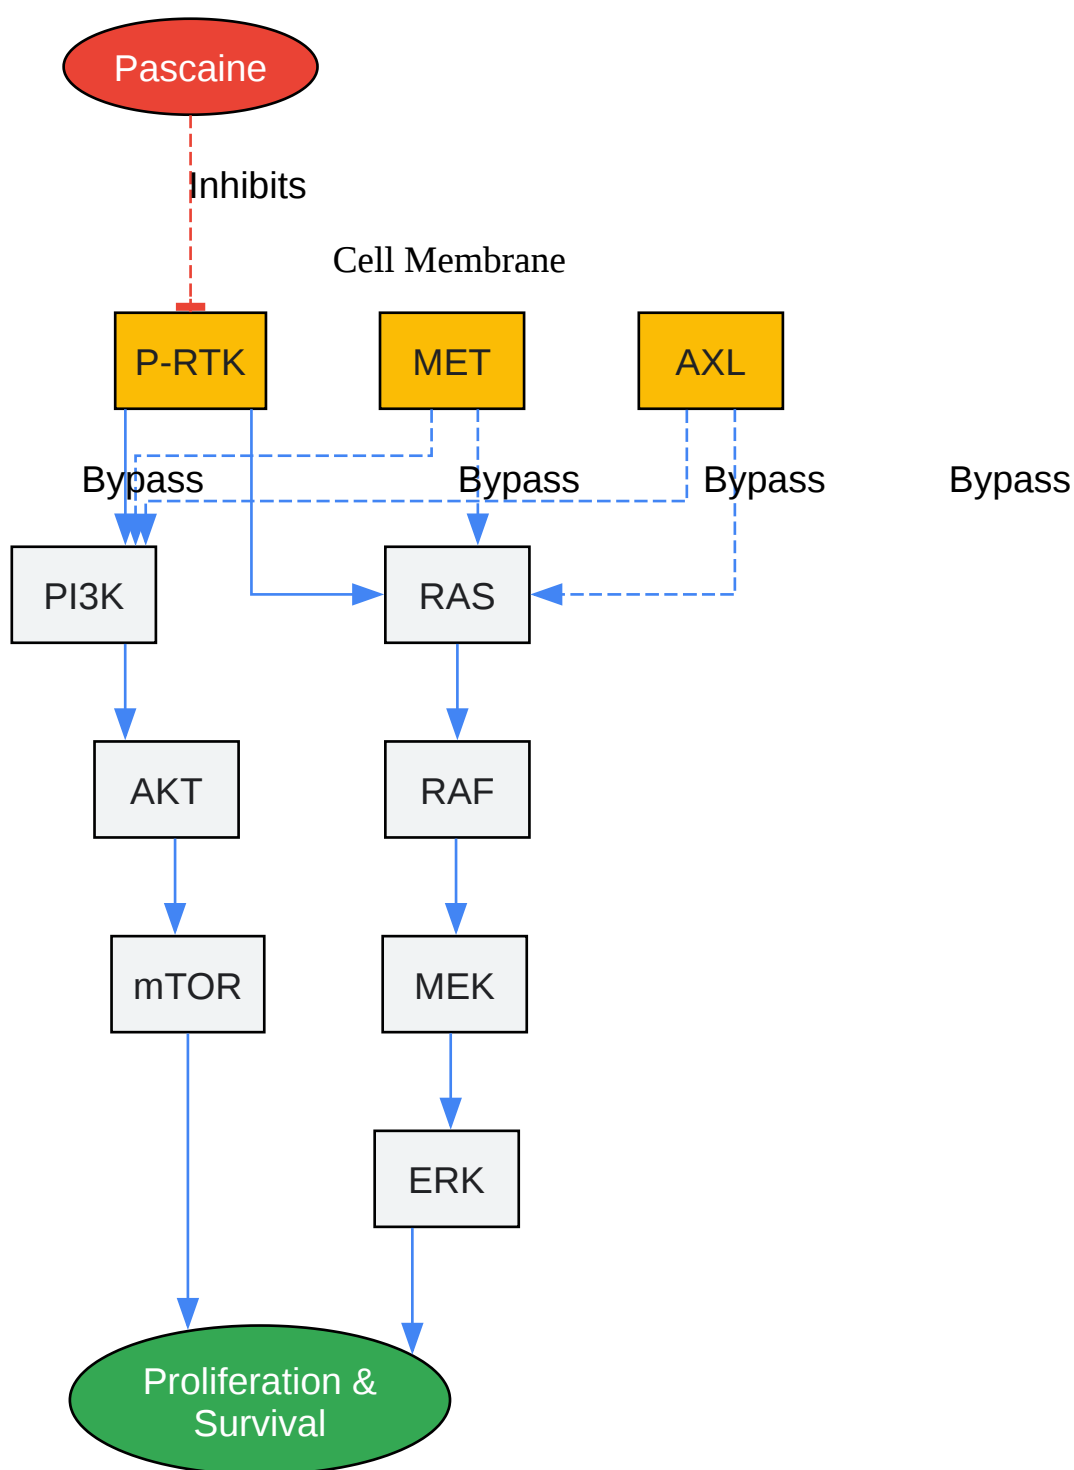 Pascaine
Inhibits
Cell Membrane
P-RTK
MET
AXL
Bypass
Bypass
Bypass
Bypass
PI3K
RAS
AKT
RAF
mTOR
MEK
ERK
Proliferation &
Survival